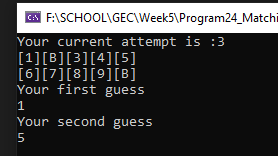 F:\SCHOOL\GEC\Week5\Program24_Matchi
Your current attempt is :3
[1][B][3][4][5]
[6][7][8][9][B]
Your first guess
1
Your second guess
5